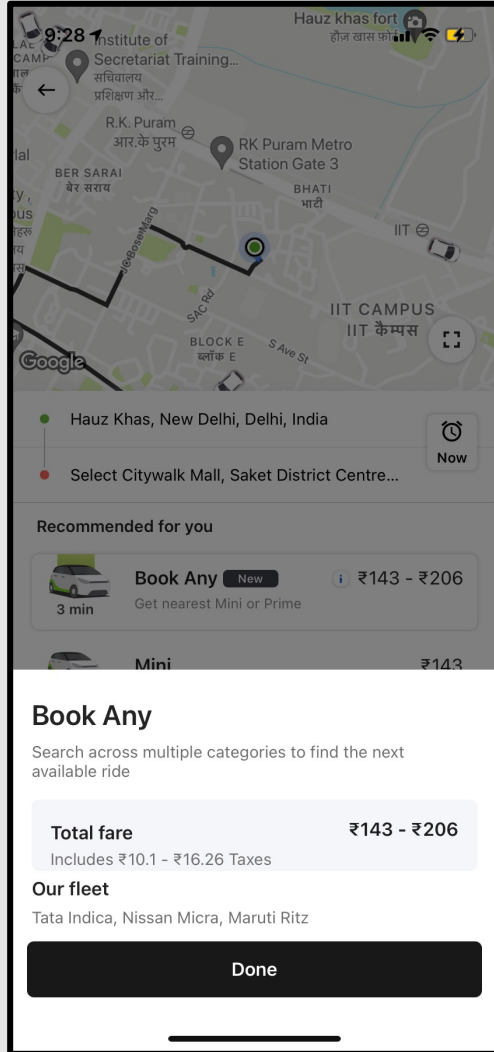 9:28
Hauz khas fort
हौज़ खास फ़ोर्ट
Institute of
Secretariat Training...
सचिवालय
प्रशिक्षण और...
CAMP
R.K. Puram
आर.के पुरम
RK Puram Metro
Station Gate 3
BER SARAI
बेर सराय
BHATI
भाटी
IIT
JC Bose Marg
SAC Rd
IIT CAMPUS
IIT कैम्पस
BLOCK E
ब्लॉक E
S Ave St
Google
Hauz Khas, New Delhi, Delhi, India
Now
Select Citywalk Mall, Saket District Centre...
Recommended for you
Book Any New i ₹143 - ₹206
3 min Get nearest Mini or Prime
Mini ₹143
Book Any
Search across multiple categories to find the next
available ride
Total fare ₹143 - ₹206
Includes ₹10.1 - ₹16.26 Taxes
Our fleet
Tata Indica, Nissan Micra, Maruti Ritz
Done